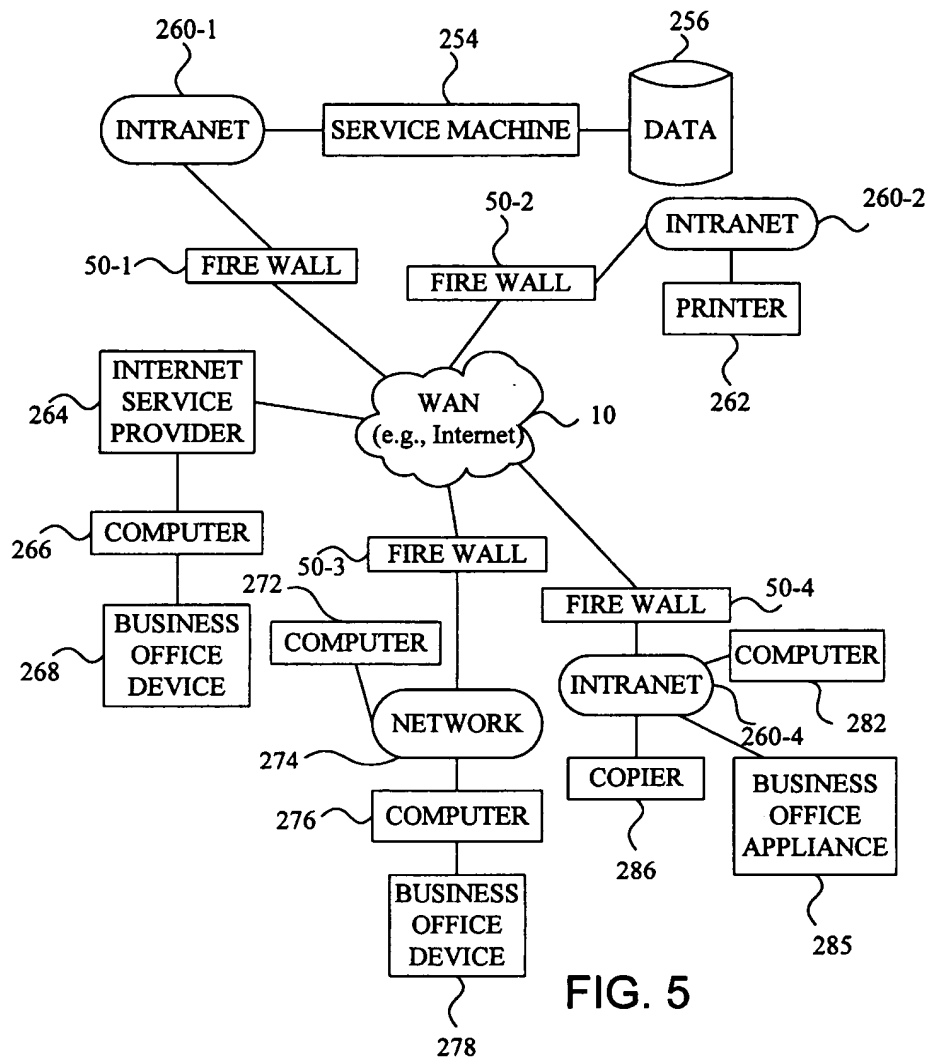 260-1
254
256
INTRANET
SERVICE MACHINE
DATA
50-2
260-2
INTRANET
50-1
FIRE WALL
FIRE WALL
PRINTER
262
264
INTERNET
SERVICE
PROVIDER
WAN
(e.g., Internet)
10
266
COMPUTER
50-3
FIRE WALL
272
50-4
FIRE WALL
268
BUSINESS
OFFICE
DEVICE
COMPUTER
COMPUTER
INTRANET
282
260-4
NETWORK
274
COPIER
286
BUSINESS
OFFICE
APPLIANCE
285
276
COMPUTER
BUSINESS
OFFICE
DEVICE
278
FIG. 5